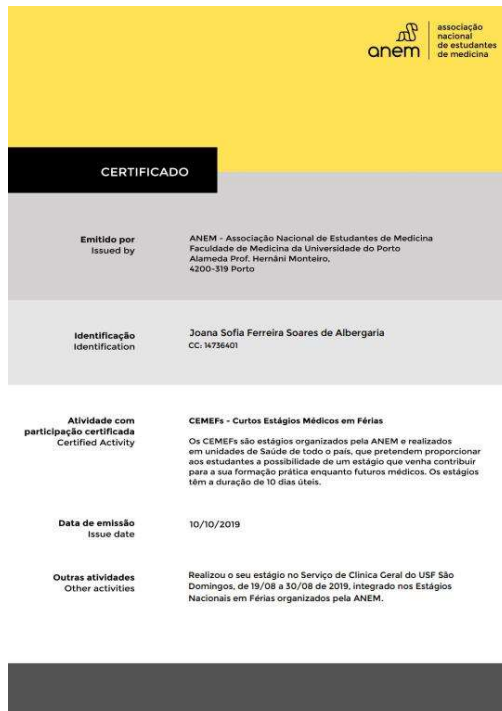 anem
associação
nacional
de estudantes
de medicina
CERTIFICADO
Emitido por
Issued by
ANEM - Associação Nacional de Estudantes de Medicina
Faculdade de Medicina da Universidade do Porto
Alameda Prof. Hernâni Monteiro,
4200-319 Porto
Identificação
Identification
Joana Sofia Ferreira Soares de Albergaria
CC: 14736401
Atividade com
participação certificada
Certified Activity
CEMEFs - Curtos Estágios Médicos em Férias
Os CEMEFs são estágios organizados pela ANEM e realizados
em unidades de Saúde de todo o país, que pretendem proporcionar
aos estudantes a possibilidade de um estágio que venha contribuir
para a sua formação prática enquanto futuros médicos. Os estágios
têm a duração de 10 dias úteis.
Data de emissão
Issue date
10/10/2019
Outras atividades
Other activities
Realizou o seu estágio no Serviço de Clinica Geral do USF São
Domingos, de 19/08 a 30/08 de 2019, integrado nos Estágios
Nacionais em Férias organizados pela ANEM.